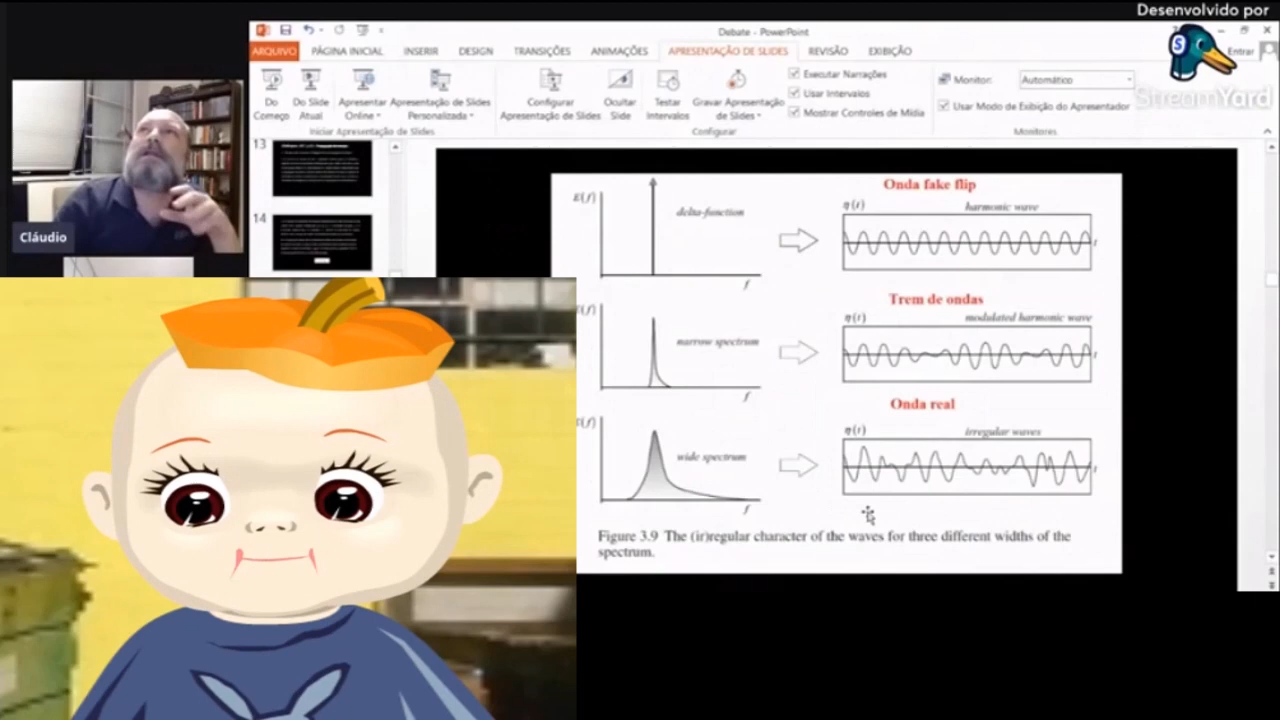 Desenvolvido por
StreamYard
Debate - PowerPoint
Entrar
ARQUIVO PÁGINA INICIAL INSERIR DESIGN TRANSIÇÕES ANIMAÇÕES APRESENTAÇÃO DE SLIDES REVISÃO EXIBIÇÃO
Do Começo
Do Slide Atual
Apresentar Online
Apresentação de Slides Personalizada
Iniciar Apresentação de Slides
Configurar Apresentação de Slides
Ocultar Slide
Testar Intervalos
Gravar Apresentação de Slides
Executar Narrações
Usar Intervalos
Mostrar Controles de Mídia
Configurar
Monitor: Automático
Usar Modo de Exibição do Apresentador
Monitores
Cláudio
13
14
Onda fake flip
E(f)
delta-function
f
η(t)
harmonic wave
t
Trem de ondas
narrow spectrum
f
η(t)
modulated harmonic wave
t
Onda real
wide spectrum
f
η(t)
irregular waves
t
Figure 3.9 The (ir)regular character of the waves for three different widths of the
spectrum.